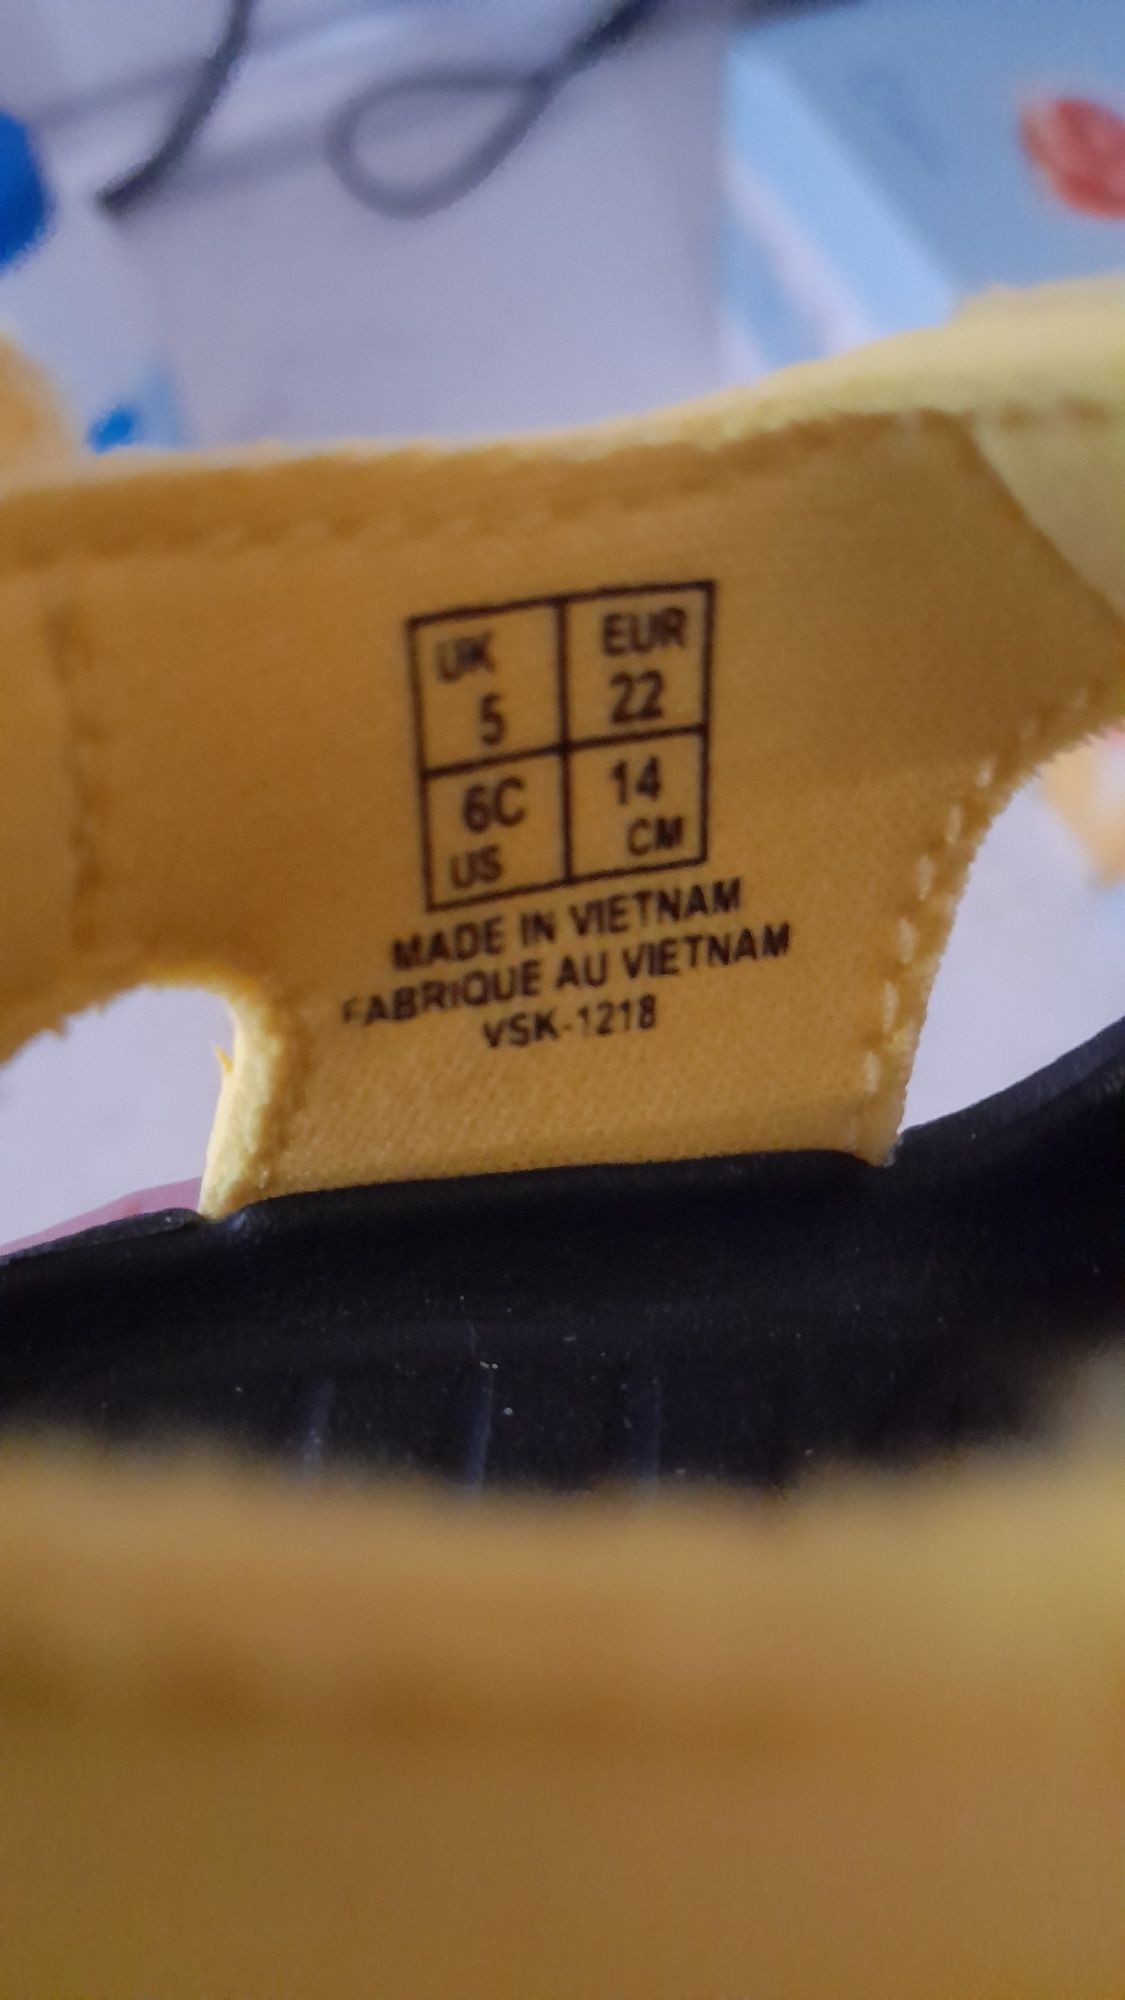 UK EUR
5 22
6C 14
US CM
MADE IN VIETNAM
FABRIQUE AU VIETNAM
VSK-1218